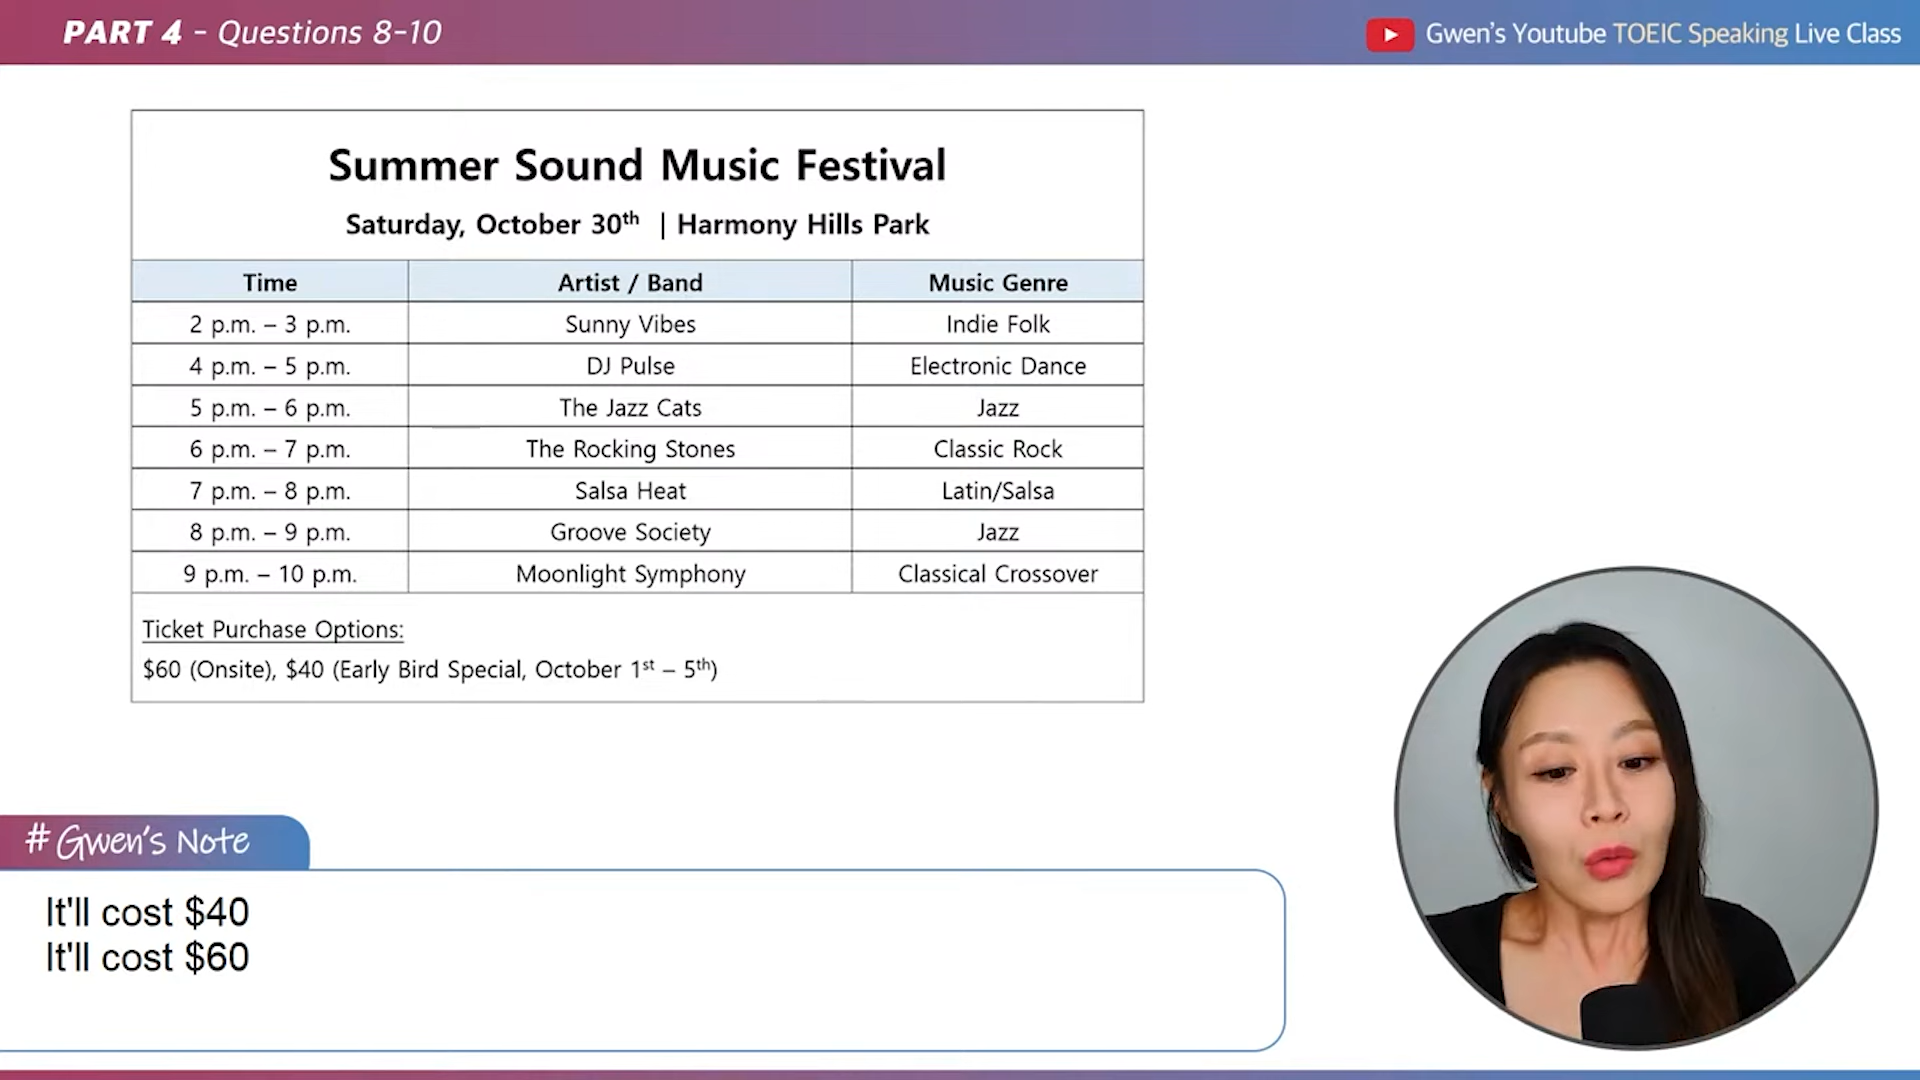 PART 4 - Questions 8-10
Gwen's Youtube TOEIC Speaking Live Class
Summer Sound Music Festival
Saturday, October 30th | Harmony Hills Park
Time Artist / Band Music Genre
2 p.m. – 3 p.m. Sunny Vibes Indie Folk
4 p.m. – 5 p.m. DJ Pulse Electronic Dance
5 p.m. – 6 p.m. The Jazz Cats Jazz
6 p.m. – 7 p.m. The Rocking Stones Classic Rock
7 p.m. – 8 p.m. Salsa Heat Latin/Salsa
8 p.m. – 9 p.m. Groove Society Jazz
9 p.m. – 10 p.m. Moonlight Symphony Classical Crossover
Ticket Purchase Options:
$60 (Onsite), $40 (Early Bird Special, October 1st – 5th)
# Gwen's Note
It'll cost $40
It'll cost $60